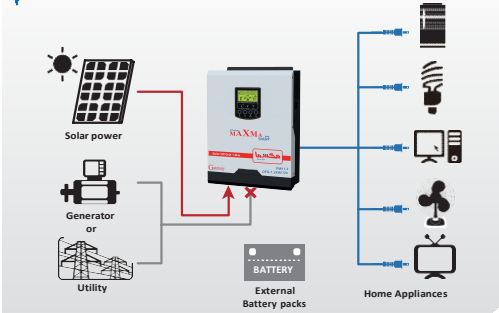 Solar power
MAXMA
Generator
or
Utility
BATTERY
External
Battery packs
Home Appliances